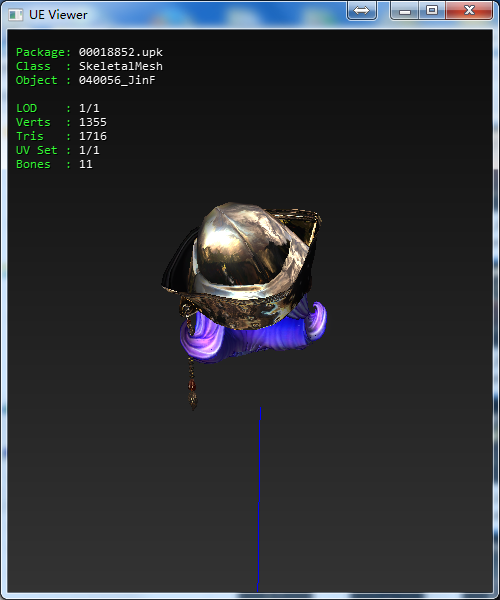 UE Viewer
Package: 00018852.upk
Class : SkeletalMesh
Object : 040056_JinF
LOD : 1/1
Verts : 1355
Tris : 1716
UV Set : 1/1
Bones : 11